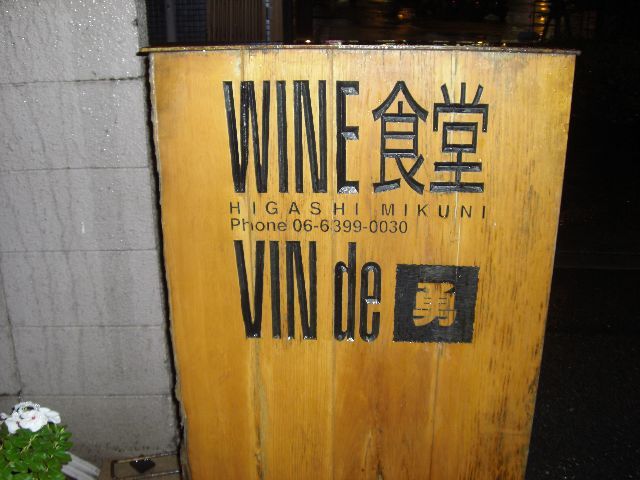 WINE食堂
HIGASHI MIKUNI
Phone 06-6399-0030
VIN de 勇